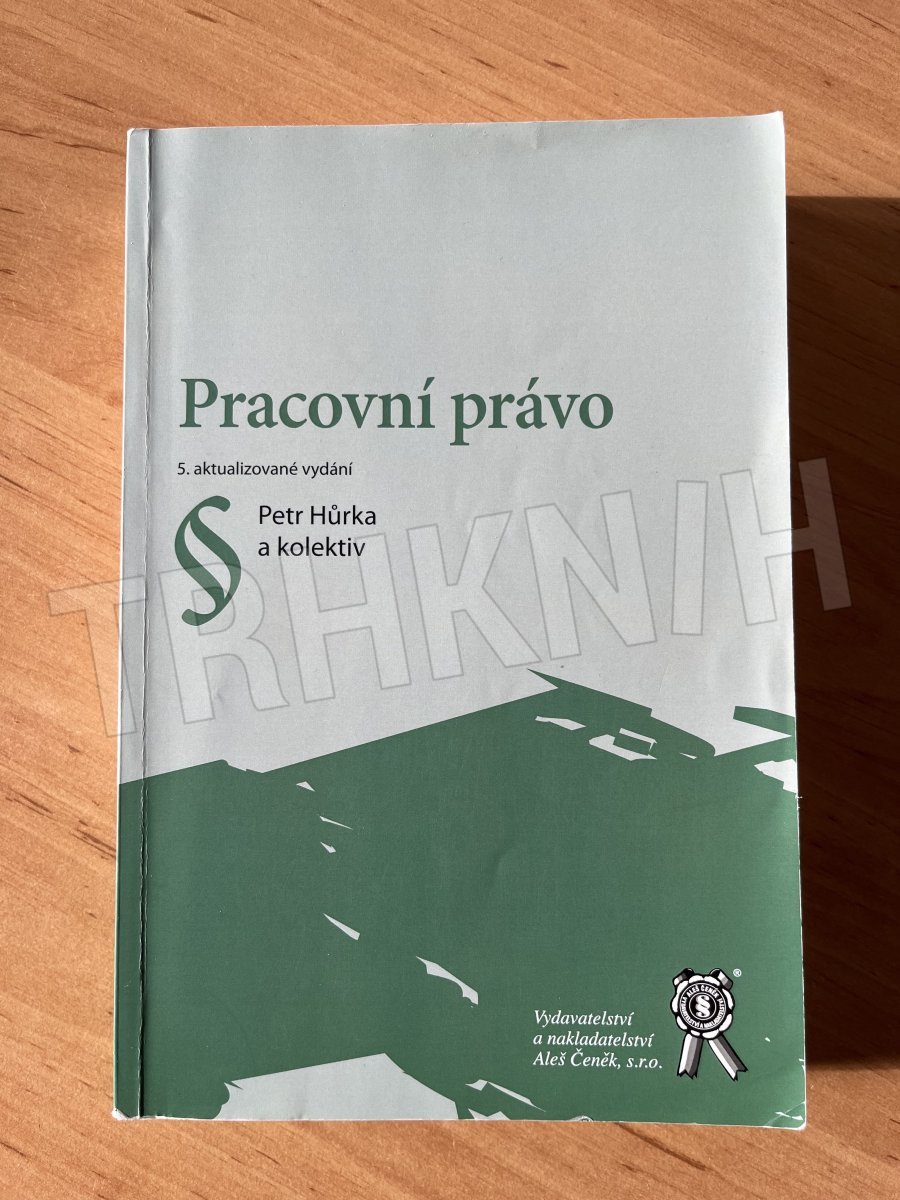 Pracovní právo
5. aktualizované vydání
§
Petr Hůrka
a kolektiv
TRHKNIH
Vydavatelství
a nakladatelství
Aleš Čeněk, s.r.o.
®
§